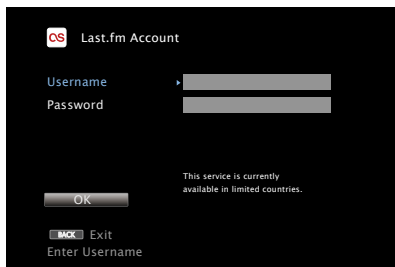 Last.fm Account
Username
Password
This service is currently
available in limited countries.
OK
BACK Exit
Enter Username